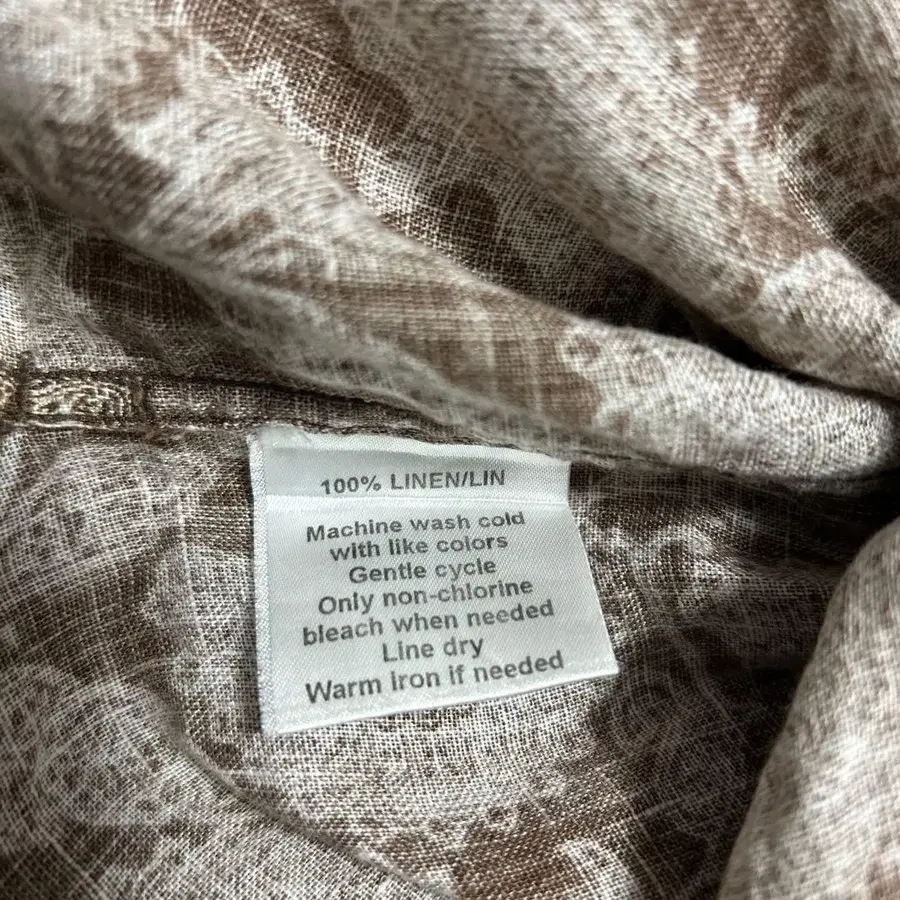 100% LINEN/LIN
Machine wash cold
with like colors
Gentle cycle
Only non-chlorine
bleach when needed
Line dry
Warm Iron if needed